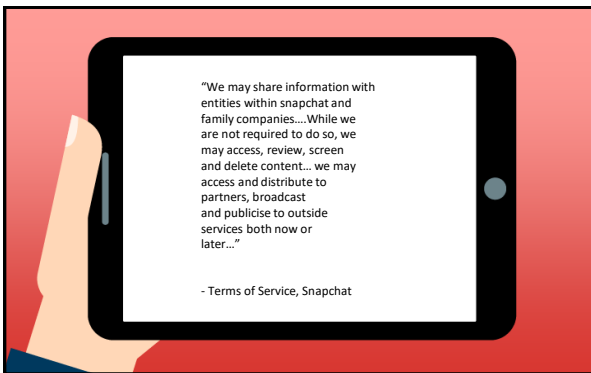 “We may share information with
entities within snapchat and
family companies....While we
are not required to do so, we
may access, review, screen
and delete content... we may
access and distribute to
partners, broadcast
and publicise to outside
services both now or
later...”
- Terms of Service, Snapchat